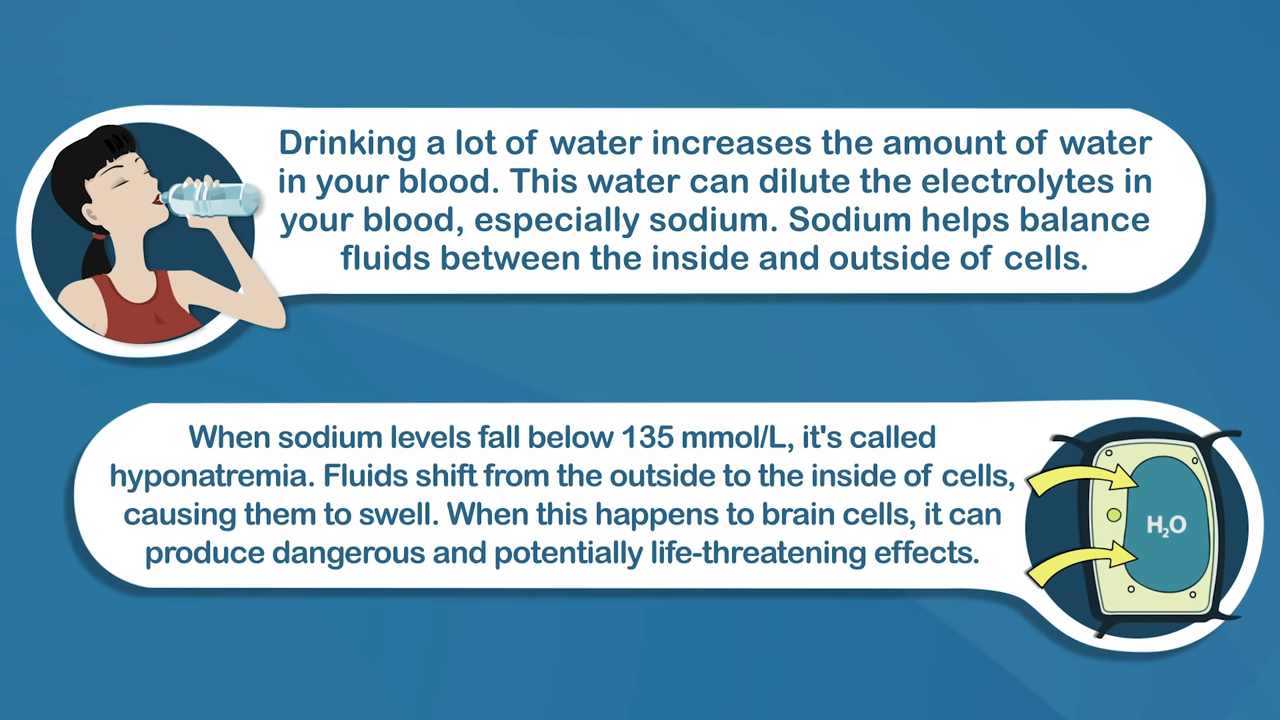 Drinking a lot of water increases the amount of water
in your blood. This water can dilute the electrolytes in
your blood, especially sodium. Sodium helps balance
fluids between the inside and outside of cells.
When sodium levels fall below 135 mmol/L, it's called
hyponatremia. Fluids shift from the outside to the inside of cells,
causing them to swell. When this happens to brain cells, it can
produce dangerous and potentially life-threatening effects.
H₂O